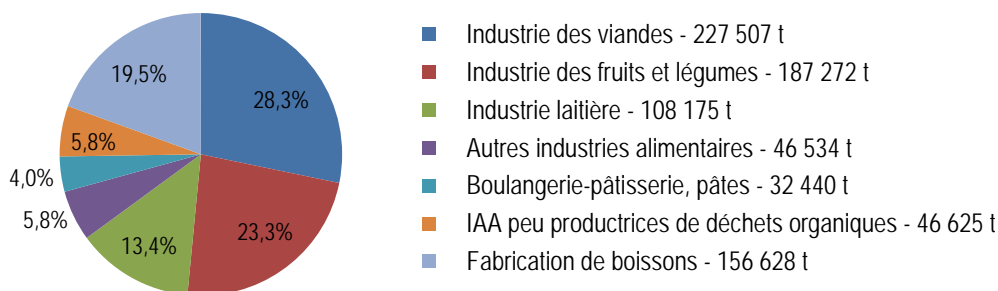 19,5%
28,3%
5,8%
4,0%
5,8%
13,4%
23,3%
Industrie des viandes - 227 507 t
Industrie des fruits et légumes - 187 272 t
Industrie laitière - 108 175 t
Autres industries alimentaires - 46 534 t
Boulangerie-pâtisserie, pâtes - 32 440 t
IAA peu productrices de déchets organiques - 46 625 t
Fabrication de boissons - 156 628 t